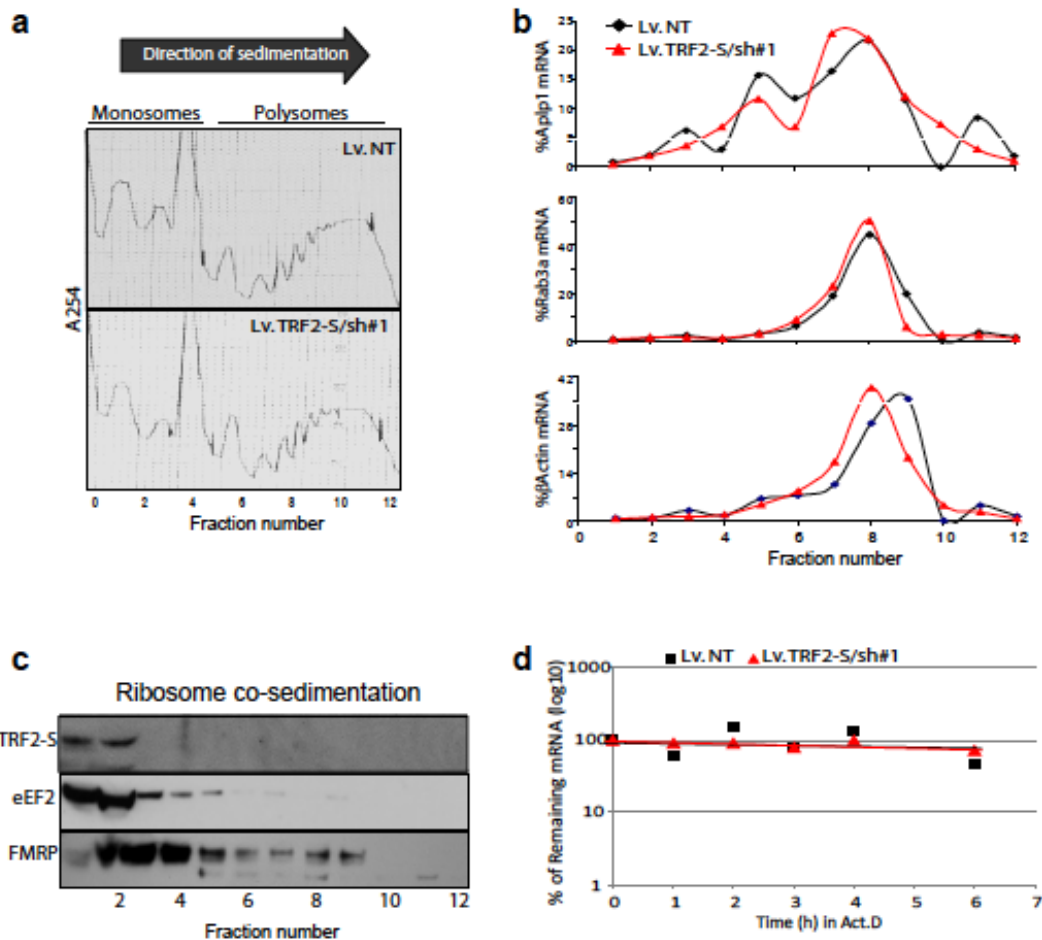 a
Direction of sedimentation
Monosomes Polysomes
Lv. NT
Lv. TRF2-S/sh#1
A254
0 2 4 6 8 10 12
Fraction number
b
Lv. NT
Lv. TRF2-S/sh#1
%Aplp1 mRNA
25
20
15
10
5
0
%Rab3a mRNA
60
40
20
0
%βActin mRNA
42
28
14
0
0 2 4 6 8 10 12
Fraction number
c
Ribosome co-sedimentation
TRF2-S
eEF2
FMRP
2 4 6 8 10 12
Fraction number
d
Lv. NT Lv. TRF2-S/sh#1
% of Remaining mRNA (log10)
1000
100
10
1
0 1 2 3 4 5 6 7
Time (h) in Act.D